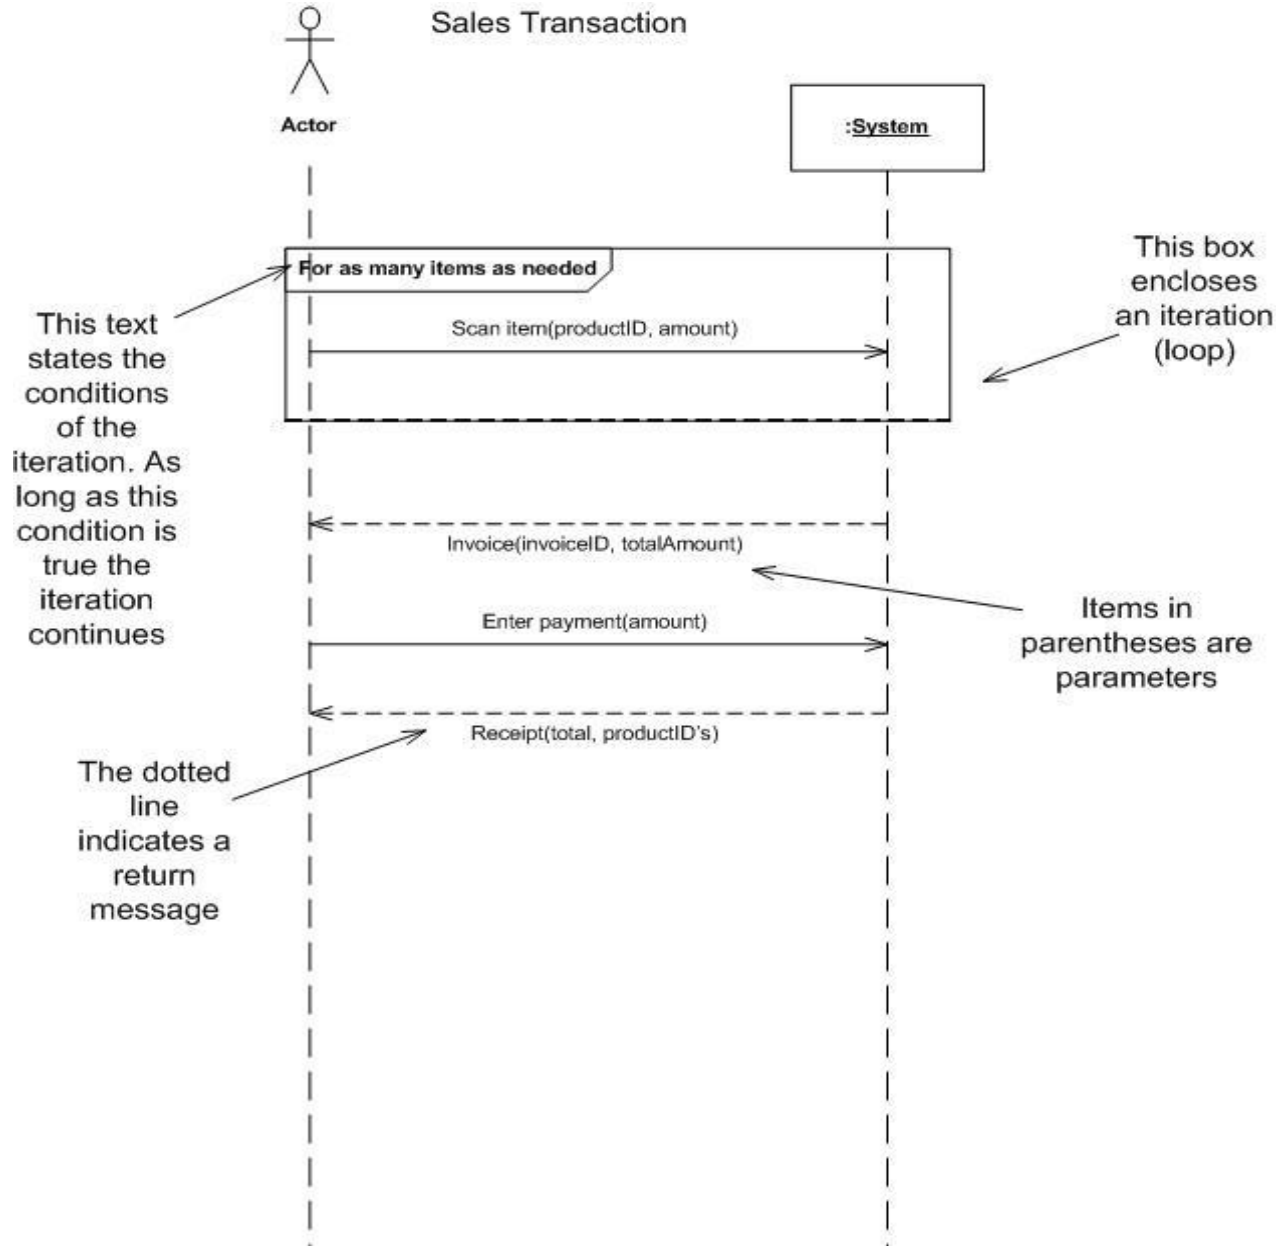 Sales Transaction
Actor
:System
For as many items as needed
Scan item(productID, amount)
This box
encloses
an iteration
(loop)
This text
states the
conditions
of the
iteration. As
long as this
condition is
true the
iteration
continues
Invoice(invoiceID, totalAmount)
Items in
parentheses are
parameters
Enter payment(amount)
Receipt(total, productID's)
The dotted
line
indicates a
return
message